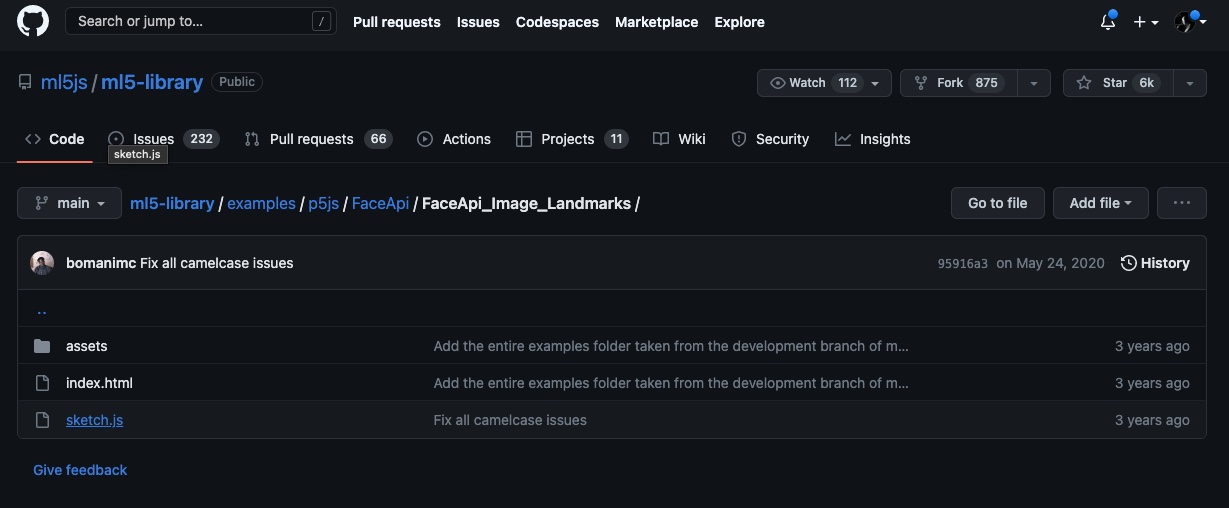 Search or jump to... / Pull requests Issues Codespaces Marketplace Explore
ml5js / ml5-library Public Watch 112 Fork 875 Star 6k
Code Issues 232 Pull requests 66 Actions Projects 11 Wiki Security Insights
sketch.js
main ml5-library / examples / p5js / FaceApi / FaceApi_Image_Landmarks / Go to file Add file ...
bomanimc Fix all camelcase issues 95916a3 on May 24, 2020 History
..
assets Add the entire examples folder taken from the development branch of m... 3 years ago
index.html Add the entire examples folder taken from the development branch of m... 3 years ago
sketch.js Fix all camelcase issues 3 years ago
Give feedback